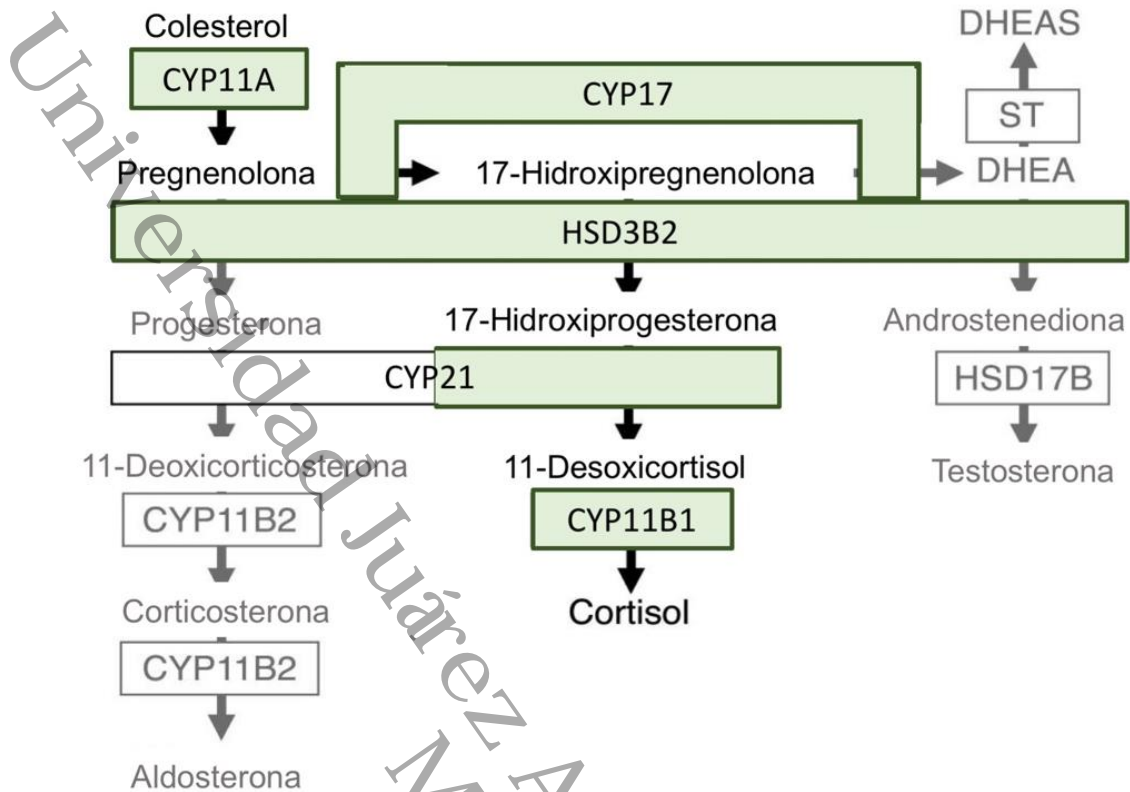 Colesterol
DHEAS
CYP11A
CYP17
ST
Pregnenolona
17-Hidroxipregnenolona
DHEA
HSD3B2
Progesterona
17-Hidroxiprogesterona
Androstenediona
CYP21
HSD17B
11-Deoxicorticosterona
11-Desoxicortisol
Testosterona
CYP11B2
CYP11B1
Corticosterona
Cortisol
CYP11B2
Aldosterona
Universidad Juárez A
M